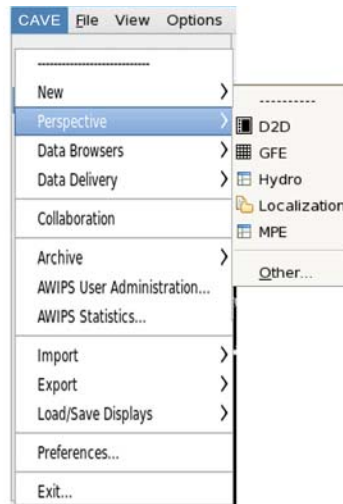 CAVE File View Options
----------------------------
New
Perspective
Data Browsers
Data Delivery
Collaboration
Archive
AWIPS User Administration...
AWIPS Statistics...
Import
Export
Load/Save Displays
Preferences...
Exit...
----------
D2D
GFE
Hydro
Localization
MPE
Other...